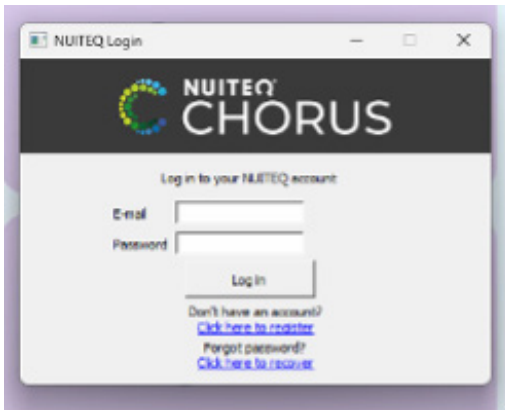 NUITEQ Login
NUITEQ
CHORUS
Log in to your NUITEQ account
E-mail
Password
Log in
Don't have an account?
Click here to register
Forgot password?
Click here to recover